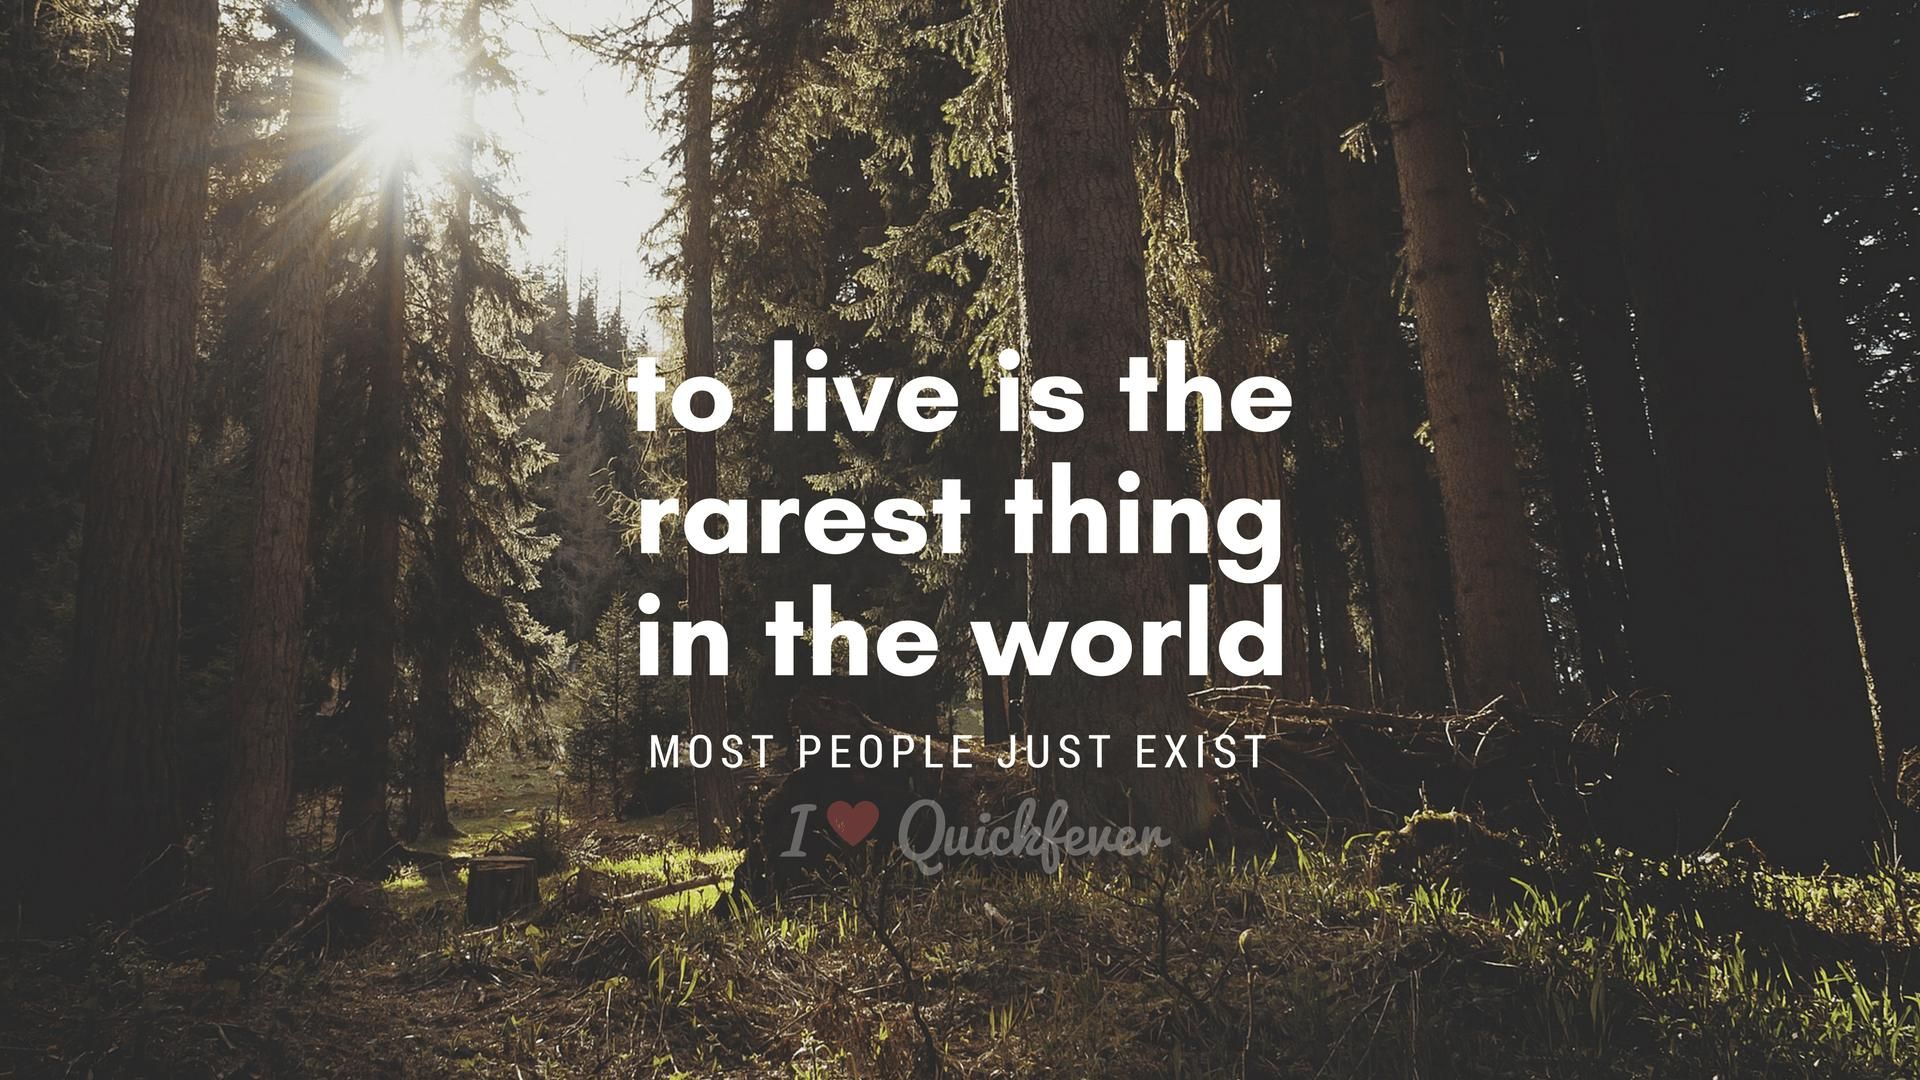 to live is the
rarest thing
in the world
MOST PEOPLE JUST EXIST
I ❤ Quickfever